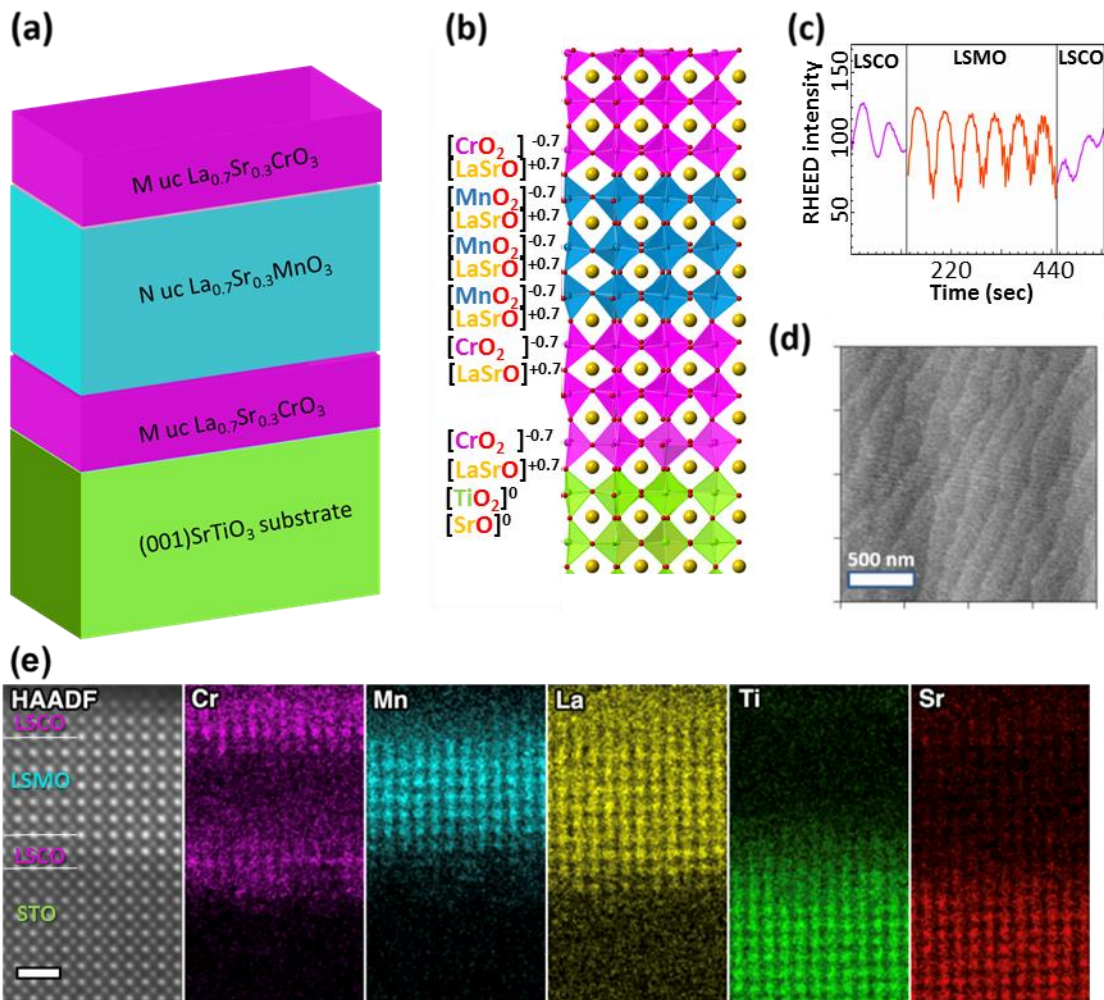 (a)
M uc La0.7Sr0.3CrO3
N uc La0.7Sr0.3MnO3
M uc La0.7Sr0.3CrO3
(001)SrTiO3 substrate
(b)
[CrO2 ]-0.7
[LaSrO]+0.7
[MnO2]-0.7
[LaSrO]+0.7
[MnO2]-0.7
[LaSrO]+0.7
[MnO2]-0.7
[LaSrO]+0.7
[CrO2 ]-0.7
[LaSrO]+0.7
[CrO2 ]-0.7
[LaSrO]+0.7
[TiO2]0
[SrO]0
(c)
LSCO LSMO LSCO
RHEED intensity
150
100
50
220 440
Time (sec)
(d)
500 nm
(e)
HAADF Cr Mn La Ti Sr
LSCO
LSMO
LSCO
STO